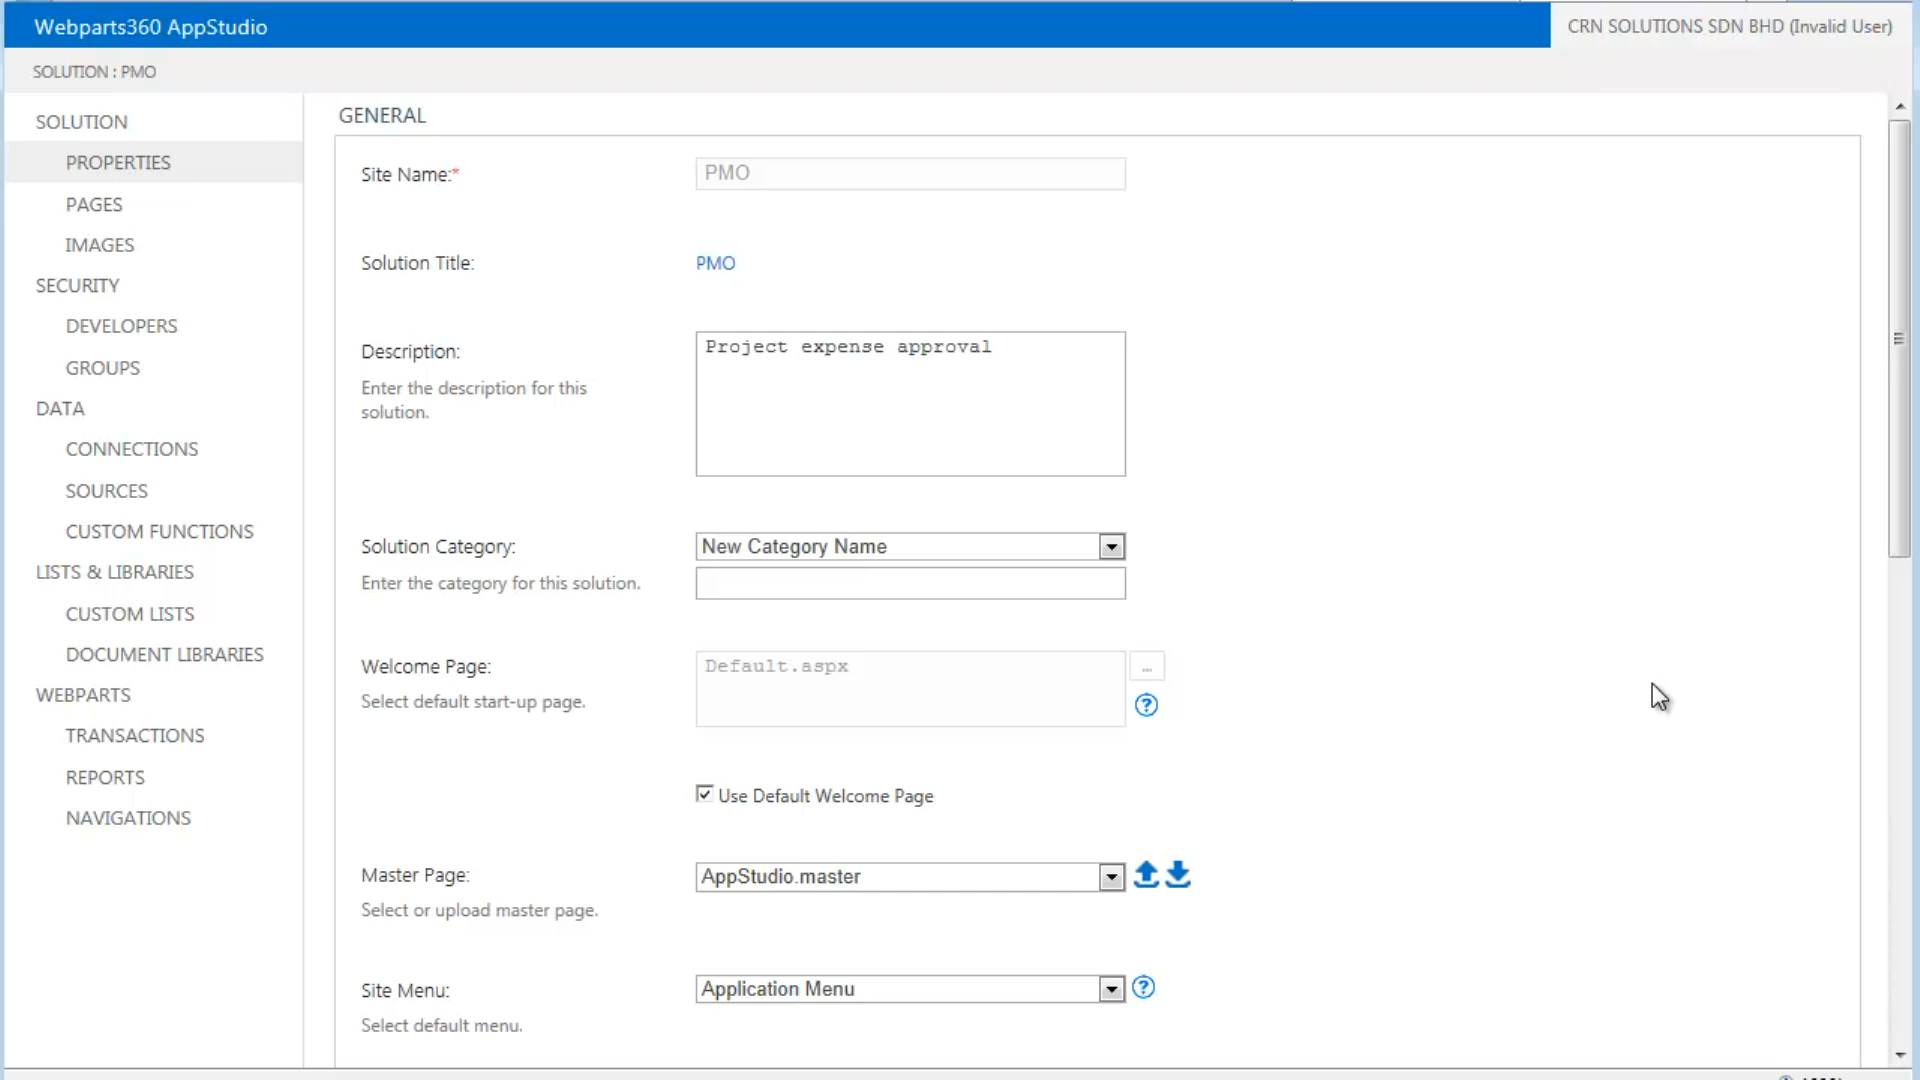 Webparts360 AppStudio
CRN SOLUTIONS SDN BHD (Invalid User)
SOLUTION : PMO
SOLUTION
PROPERTIES
PAGES
IMAGES
SECURITY
DEVELOPERS
GROUPS
DATA
CONNECTIONS
SOURCES
CUSTOM FUNCTIONS
LISTS & LIBRARIES
CUSTOM LISTS
DOCUMENT LIBRARIES
WEBPARTS
TRANSACTIONS
REPORTS
NAVIGATIONS
GENERAL
Site Name:*
PMO
Solution Title:
PMO
Description:
Enter the description for this
solution.
Project expense approval
Solution Category:
Enter the category for this solution.
New Category Name
Welcome Page:
Select default start-up page.
Default.aspx
...
?
Use Default Welcome Page
Master Page:
Select or upload master page.
AppStudio.master
Site Menu:
Select default menu.
Application Menu
?